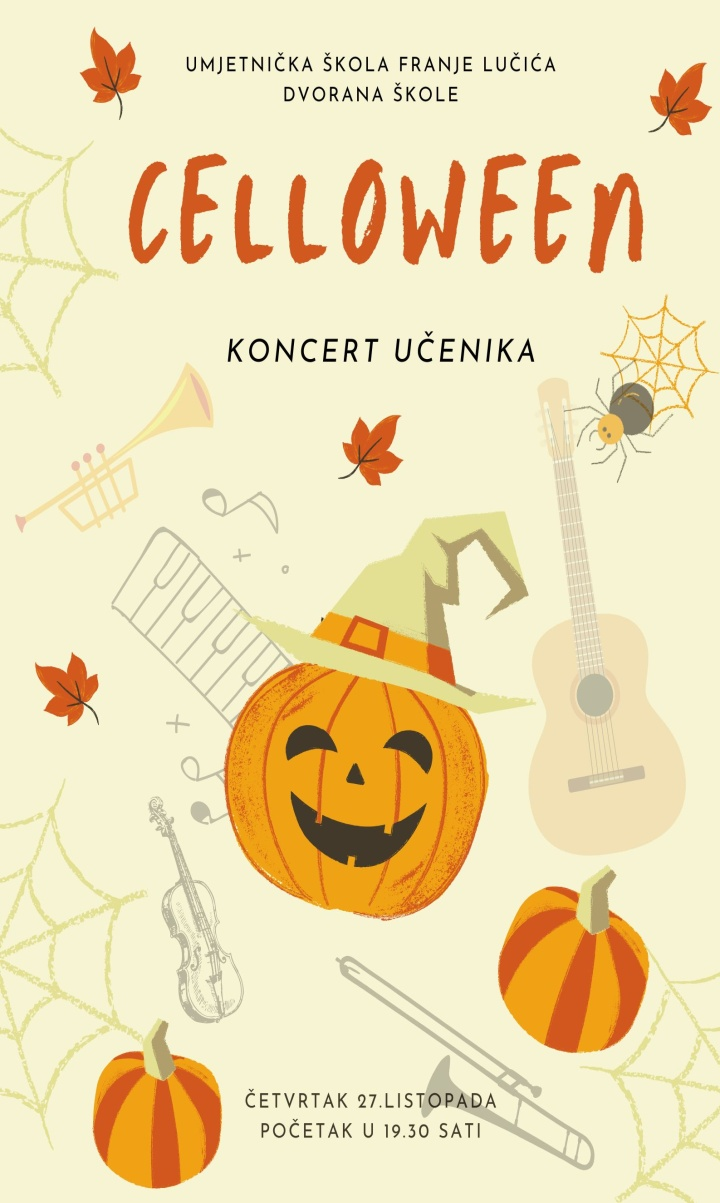 UMJETNIČKA ŠKOLA FRANJE LUČIĆA
DVORANA ŠKOLE
CELLOWEEN
KONCERT UČENIKA
ČETVRTAK 27.LISTOPADA
POČETAK U 19.30 SATI